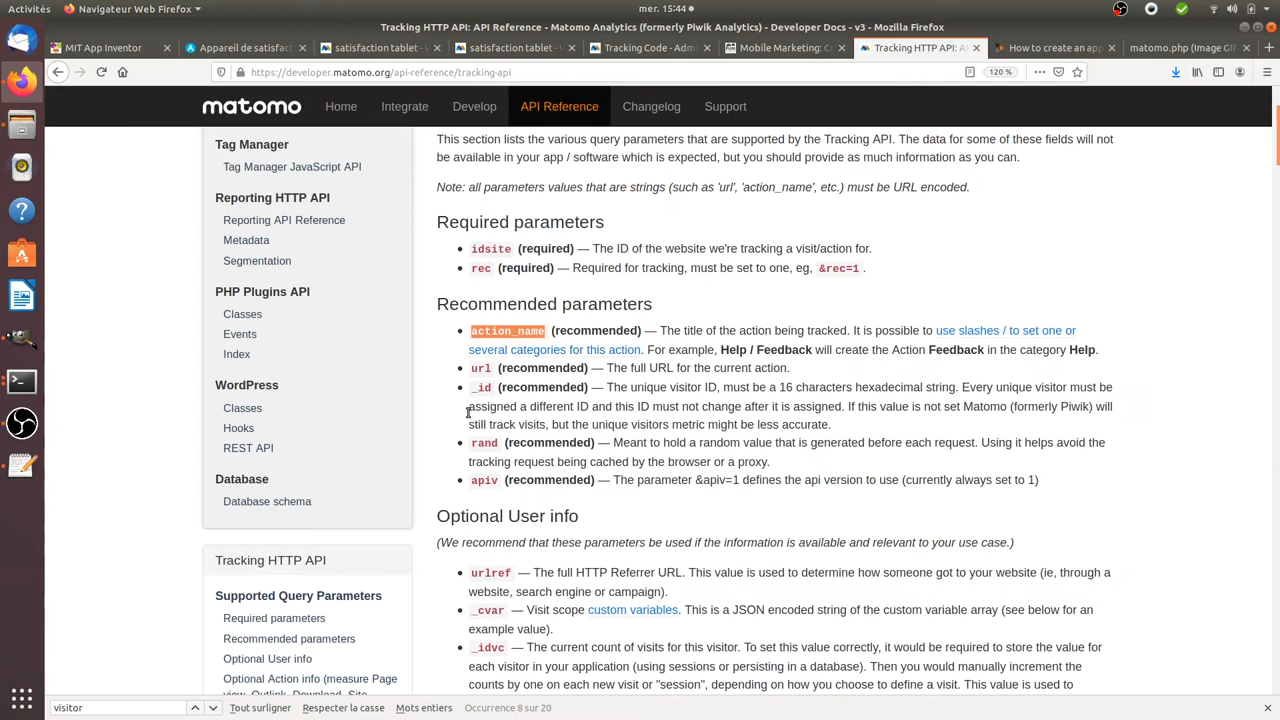 Activités
Navigateur Web Firefox
mer. 15:44
Tracking HTTP API: API Reference - Matomo Analytics (formerly Piwik Analytics) - Developer Docs - v3 - Mozilla Firefox
MIT App Inventor
Appareil de satisfact
satisfaction tablet -
satisfaction tablet -
Tracking Code - Admi
Mobile Marketing: C
Tracking HTTP API: A
How to create an app
matomo.php (Image GIF
https://developer.matomo.org/api-reference/tracking-api
120 %
matomo
Home
Integrate
Develop
API Reference
Changelog
Support
Tag Manager
Tag Manager JavaScript API
Reporting HTTP API
Reporting API Reference
Metadata
Segmentation
PHP Plugins API
Classes
Events
Index
WordPress
Classes
Hooks
REST API
Database
Database schema
Tracking HTTP API
Supported Query Parameters
Required parameters
Recommended parameters
Optional User info
Optional Action info (measure Page
view, Outlink, Download, Site
This section lists the various query parameters that are supported by the Tracking API. The data for some of these fields will not
be available in your app / software which is expected, but you should provide as much information as you can.
Note: all parameters values that are strings (such as 'url', 'action_name', etc.) must be URL encoded.
Required parameters
• idsite (required) — The ID of the website we're tracking a visit/action for.
• rec (required) — Required for tracking, must be set to one, eg, &rec=1.
Recommended parameters
• action_name (recommended) — The title of the action being tracked. It is possible to use slashes / to set one or
several categories for this action. For example, Help / Feedback will create the Action Feedback in the category Help.
• url (recommended) — The full URL for the current action.
• _id (recommended) — The unique visitor ID, must be a 16 characters hexadecimal string. Every unique visitor must be
assigned a different ID and this ID must not change after it is assigned. If this value is not set Matomo (formerly Piwik) will
still track visits, but the unique visitors metric might be less accurate.
• rand (recommended) — Meant to hold a random value that is generated before each request. Using it helps avoid the
tracking request being cached by the browser or a proxy.
• apiv (recommended) — The parameter &apiv=1 defines the api version to use (currently always set to 1)
Optional User info
(We recommend that these parameters be used if the information is available and relevant to your use case.)
• urlref — The full HTTP Referrer URL. This value is used to determine how someone got to your website (ie, through a
website, search engine or campaign).
• _cvar — Visit scope custom variables. This is a JSON encoded string of the custom variable array (see below for an
example value).
• _idvc — The current count of visits for this visitor. To set this value correctly, it would be required to store the value for
each visitor in your application (using sessions or persisting in a database). Then you would manually increment the
counts by one on each new visit or "session", depending on how you choose to define a visit. This value is used to
visitor
Tout surligner
Respecter la casse
Mots entiers
Occurrence 8 sur 20